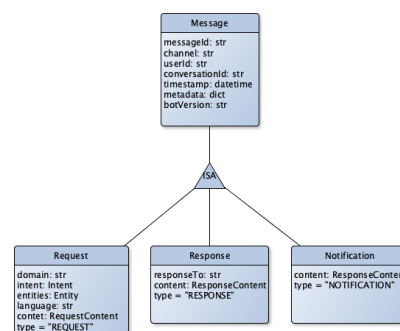 Message
messageId: str
channel: str
userId: str
conversationId: str
timestamp: datetime
metadata: dict
botVersion: str
ISA
Request
domain: str
intent: Intent
entities: Entity
language: str
contet: RequestContent
type = "REQUEST"
Response
responseTo: str
content: ResponseContent
type = "RESPONSE"
Notification
content: ResponseConten
type = "NOTIFICATION"